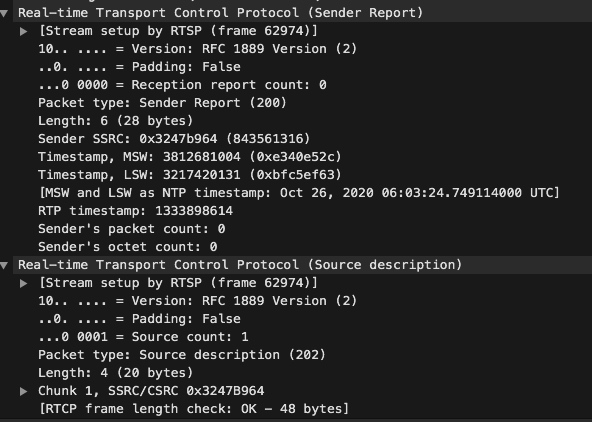 Real-time Transport Control Protocol (Sender Report)
[Stream setup by RTSP (frame 62974)]
10.. .... = Version: RFC 1889 Version (2)
..0. .... = Padding: False
...0 0000 = Reception report count: 0
Packet type: Sender Report (200)
Length: 6 (28 bytes)
Sender SSRC: 0x3247b964 (843561316)
Timestamp, MSW: 3812681004 (0xe340e52c)
Timestamp, LSW: 3217420131 (0xbfc5ef63)
[MSW and LSW as NTP timestamp: Oct 26, 2020 06:03:24.749114000 UTC]
RTP timestamp: 1333898614
Sender's packet count: 0
Sender's octet count: 0
Real-time Transport Control Protocol (Source description)
[Stream setup by RTSP (frame 62974)]
10.. .... = Version: RFC 1889 Version (2)
..0. .... = Padding: False
...0 0001 = Source count: 1
Packet type: Source description (202)
Length: 4 (20 bytes)
Chunk 1, SSRC/CSRC 0x3247B964
[RTCP frame length check: OK - 48 bytes]